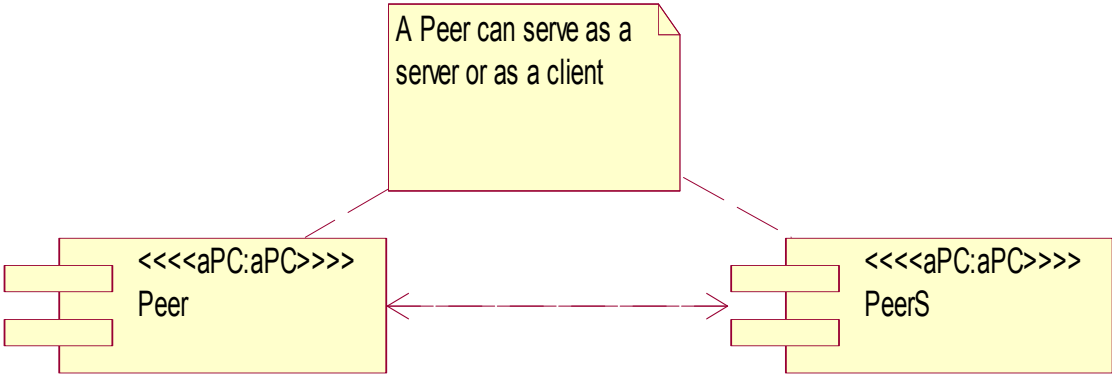 A Peer can serve as a
server or as a client
<<<<aPC:aPC>>>>
Peer
<<<<aPC:aPC>>>>
PeerS